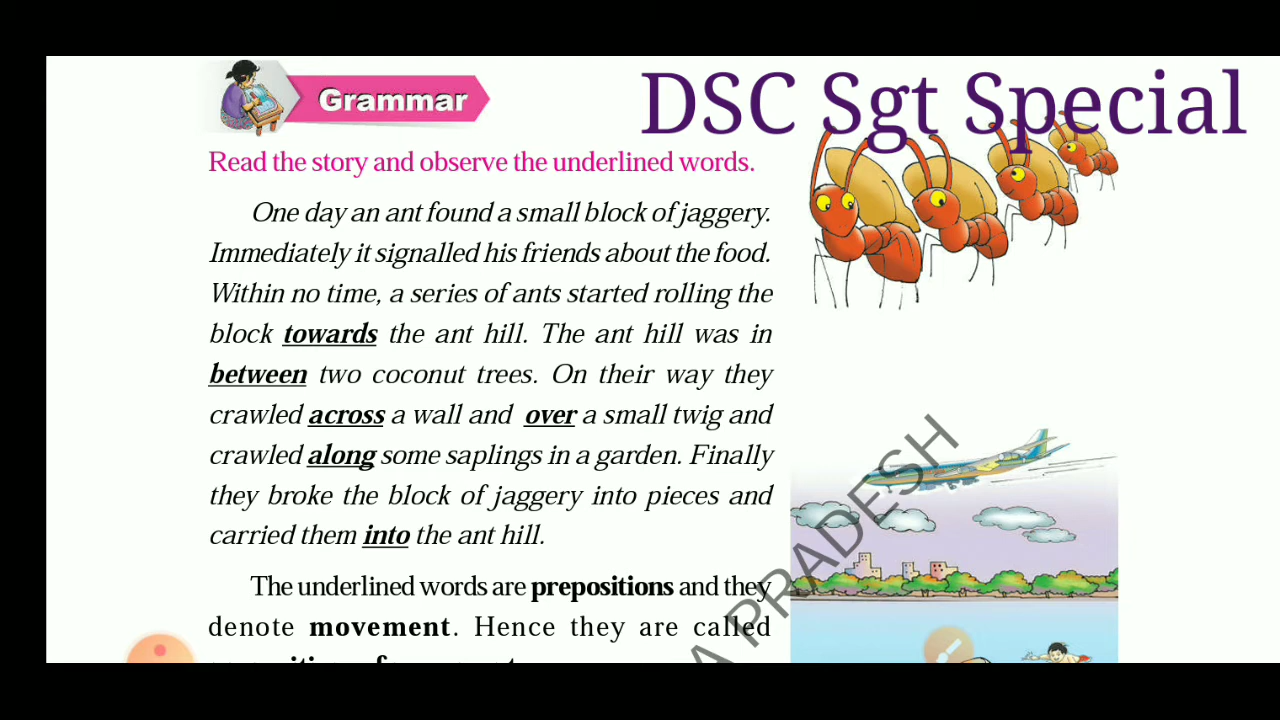 Grammar
DSC Sgt Special
Read the story and observe the underlined words.
One day an ant found a small block of jaggery.
Immediately it signalled his friends about the food.
Within no time, a series of ants started rolling the
block towards the ant hill. The ant hill was in
between two coconut trees. On their way they
crawled across a wall and over a small twig and
crawled along some saplings in a garden. Finally
they broke the block of jaggery into pieces and
carried them into the ant hill.
The underlined words are prepositions and they
denote movement. Hence they are called
PRADESH